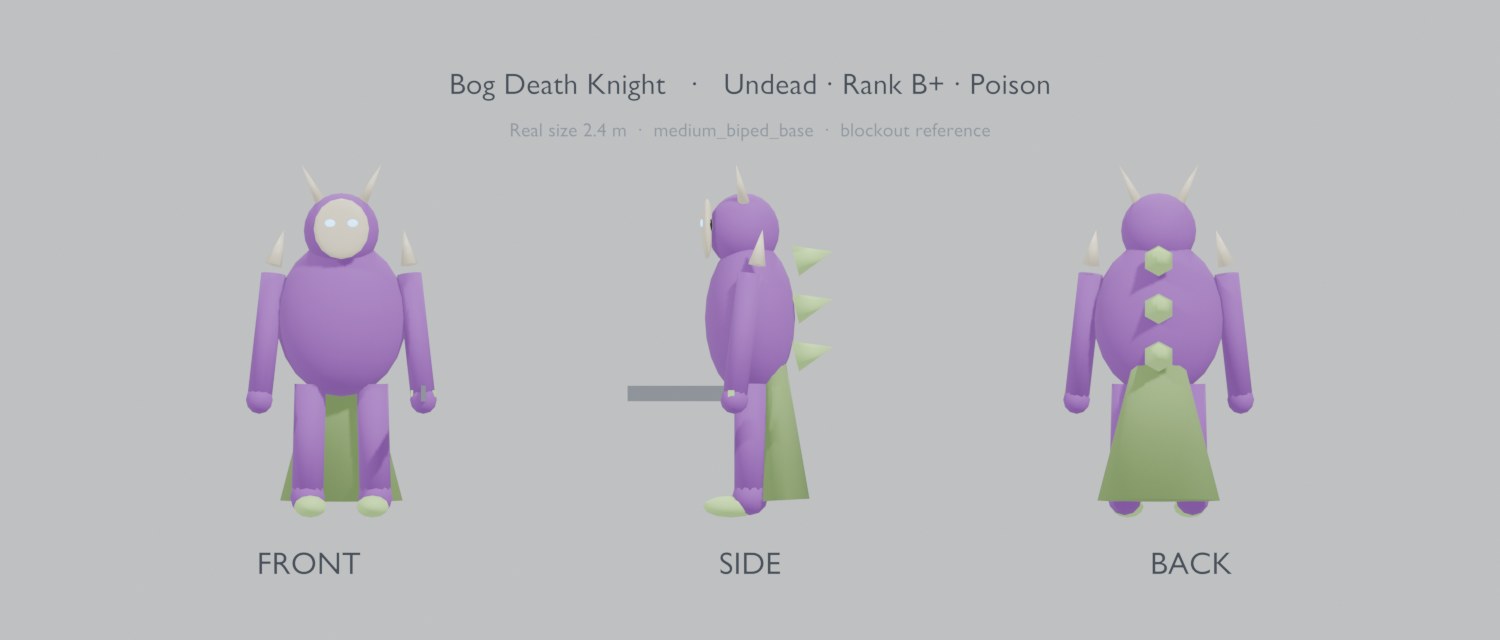 Bog Death Knight · Undead · Rank B+ · Poison
Real size 2.4 m · medium_biped_base · blockout reference
FRONT
SIDE
BACK